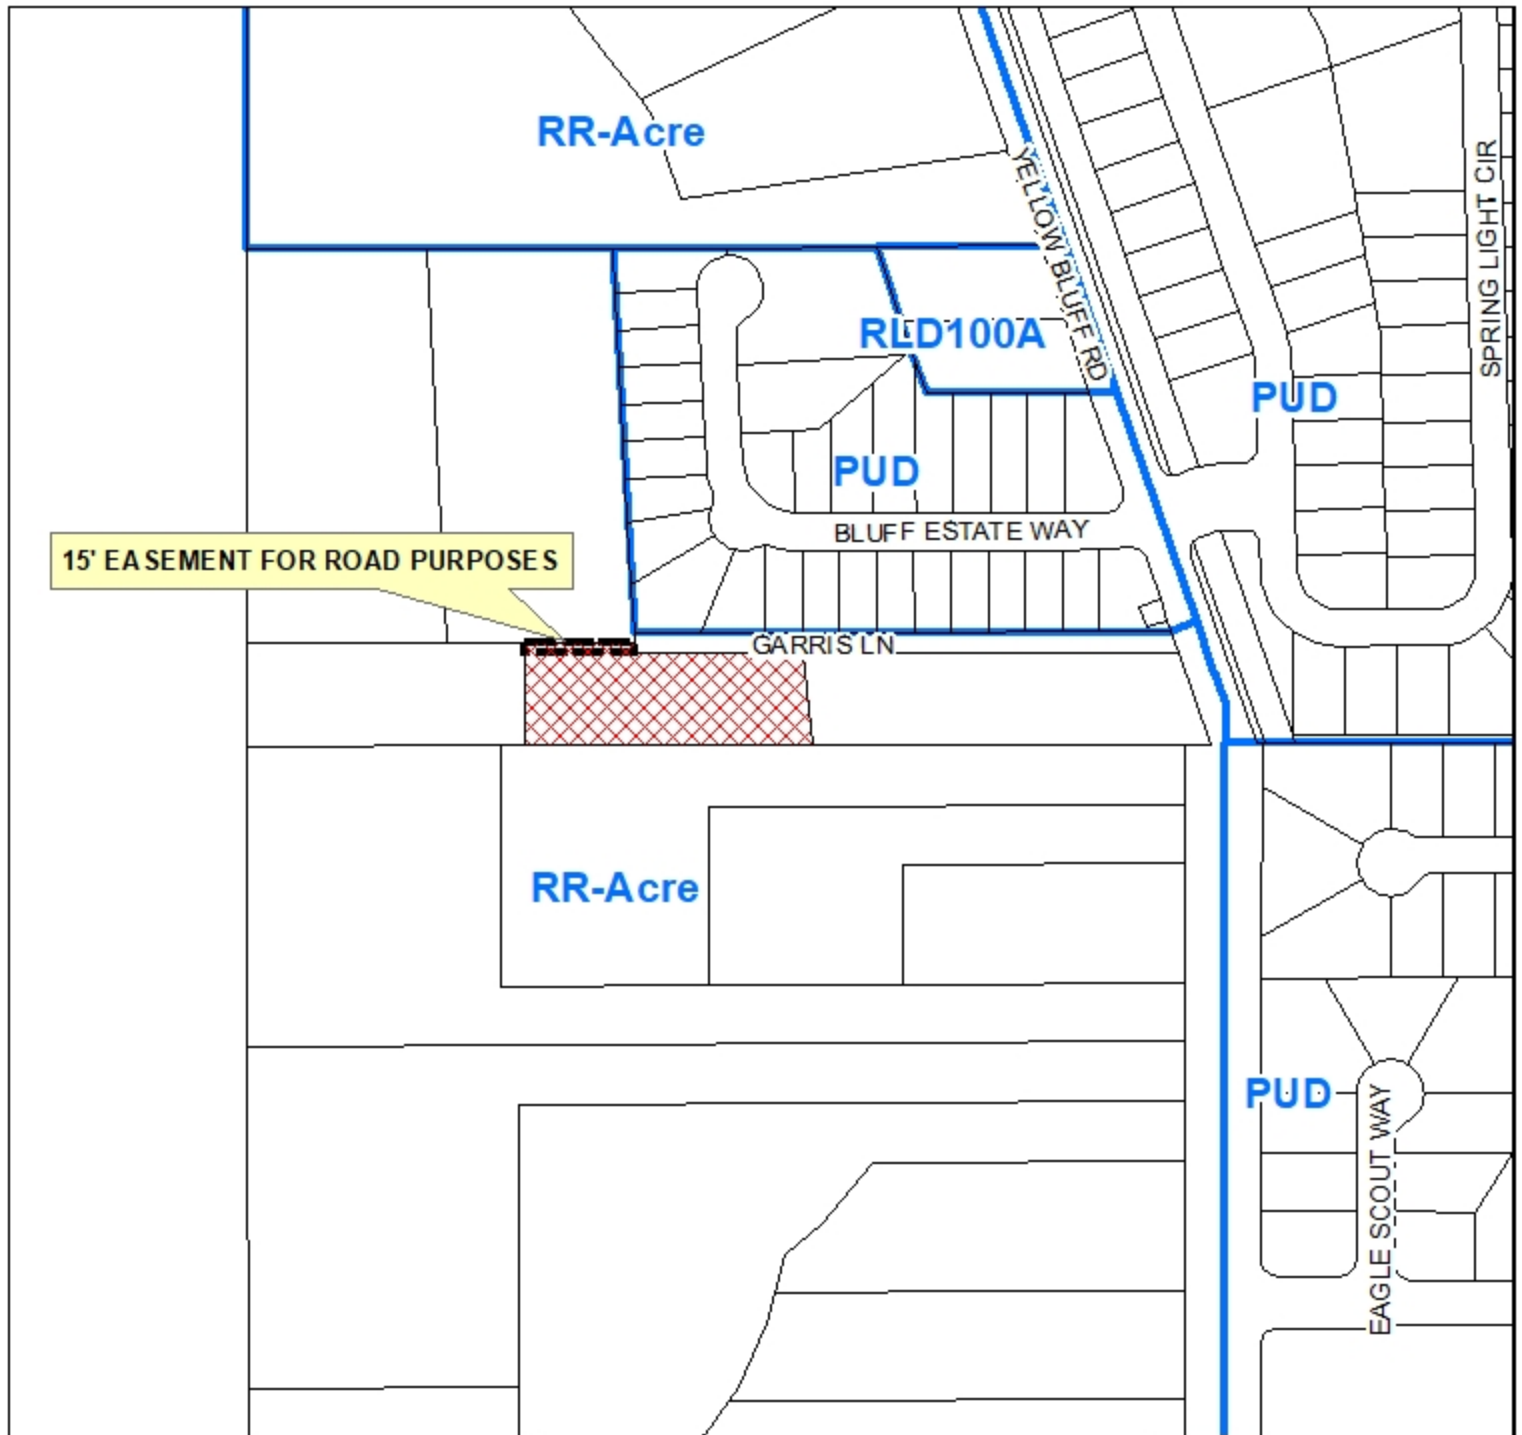 RR-Acre
YELLOW BLUFF RD
SPRING LIGHT CIR
RLD100A
PUD
PUD
BLUFF ESTATE WAY
15' EASEMENT FOR ROAD PURPOSES
GARRIS LN
RR-Acre
PUD
EAGLE SCOUT WAY